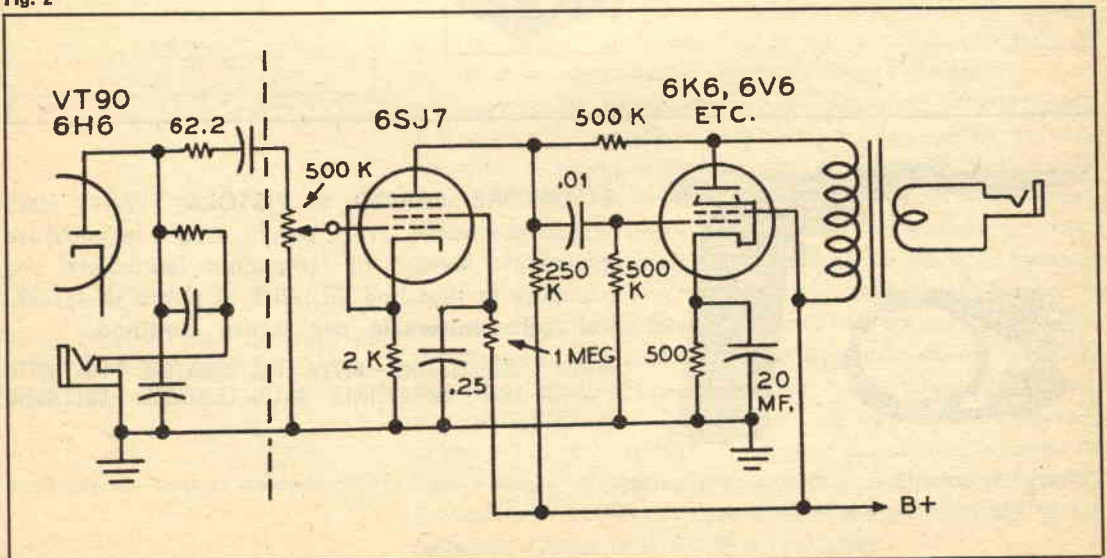 Fig. 2
VT90
6H6
62.2
500 K
6SJ7
500 K
6K6, 6V6
ETC.
.01
250
K
500
K
2 K
.25
1 MEG
500
20
MF.
B+